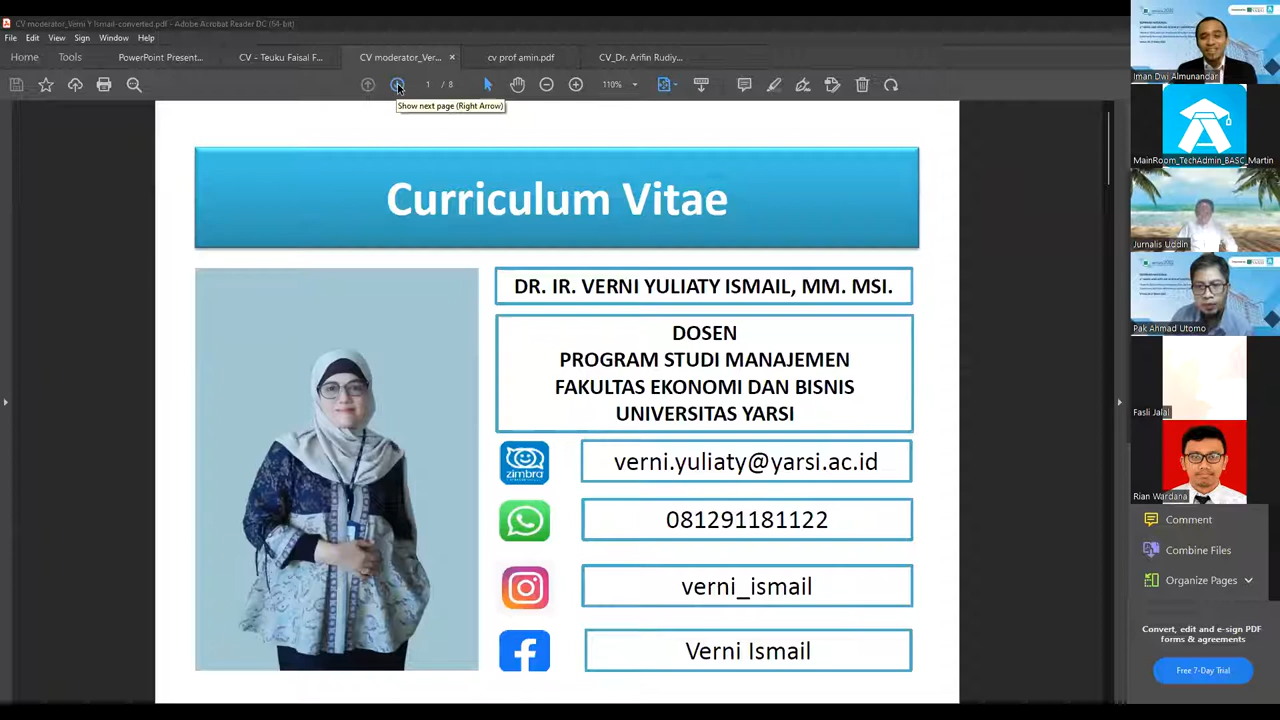 CV moderator_Verni Y Ismail-converted.pdf - Adobe Acrobat Reader DC (64-bit)
File Edit View Sign Window Help
Home Tools PowerPoint Present... CV - Teuku Faisal F... CV moderator_Ver... × cv prof amin.pdf CV_Dr. Arifin Rudiy...
1 110%
Show next page (Right Arrow)
Curriculum Vitae
DR. IR. VERNI YULIATY ISMAIL, MM. MSI.
DOSEN
PROGRAM STUDI MANAJEMEN
FAKULTAS EKONOMI DAN BISNIS
UNIVERSITAS YARSI
zimbra
verni.yuliaty@yarsi.ac.id
081291181122
verni_ismail
Verni Ismail
Iman Dwi Almunandar
MainRoom_TechAdmin_BASC_Martin
Jurnalis Uddin
Pak Ahmad Utomo
Fasli Jalal
Rian Wardana
Comment
Combine Files
Organize Pages
Convert, edit and e-sign PDF
forms & agreements
Free 7-Day Trial